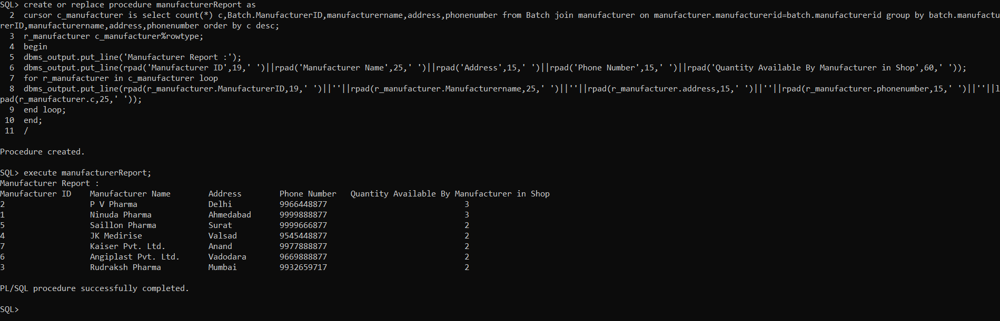 SQL> create or replace procedure manufacturerReport as
  2  cursor c_manufacturer is select count(*) c,Batch.ManufacturerID,manufacturername,address,phonenumber from Batch join manufacturer on manufacturer.manufacturerid=batch.manufacturerid group by batch.manufactu
rerID,manufacturername,address,phonenumber order by c desc;
  3  r_manufacturer c_manufacturer%rowtype;
  4  begin
  5  dbms_output.put_line('Manufacturer Report :');
  6  dbms_output.put_line(rpad('Manufacturer ID',19,' ')||rpad('Manufacturer Name',25,' ')||rpad('Address',15,' ')||rpad('Phone Number',15,' ')||rpad('Quantity Available By Manufacturer in Shop',60,' '));
  7  for r_manufacturer in c_manufacturer loop
  8  dbms_output.put_line(rpad(r_manufacturer.ManufacturerID,19,' ')||''||rpad(r_manufacturer.Manufacturername,25,' ')||''||rpad(r_manufacturer.address,15,' ')||''||rpad(r_manufacturer.phonenumber,15,' ')||''||l
pad(r_manufacturer.c,25,' '));
  9  end loop;
 10  end;
 11  /
Procedure created.
SQL> execute manufacturerReport;
Manufacturer Report :
Manufacturer ID    Manufacturer Name        Address        Phone Number   Quantity Available By Manufacturer in Shop
2                  P V Pharma               Delhi          9966448877                             3
1                  Ninuda Pharma            Ahmedabad      9999888877                             3
5                  Saillon Pharma           Surat          9999666877                             2
4                  JK Medirise              Valsad         9545448877                             2
7                  Kaiser Pvt. Ltd.         Anand          9977888877                             2
6                  Angiplast Pvt. Ltd.      Vadodara       9669888877                             2
3                  Rudraksh Pharma          Mumbai         9932659717                             2
PL/SQL procedure successfully completed.
SQL>